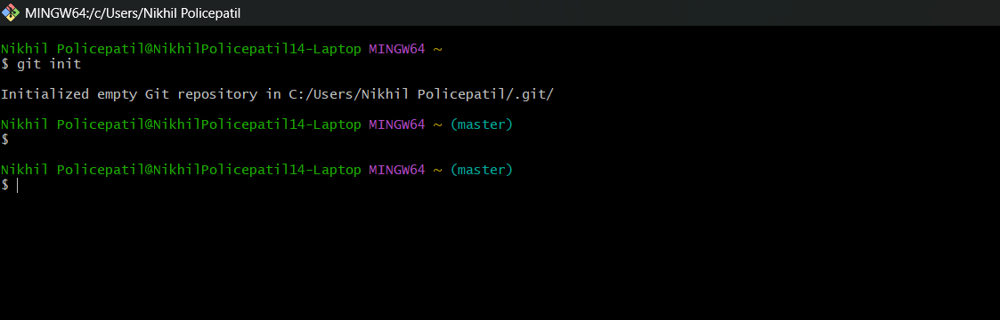 MINGW64:/c/Users/Nikhil Policepatil
Nikhil Policepatil@NikhilPolicepatil14-Laptop MINGW64 ~
$ git init
Initialized empty Git repository in C:/Users/Nikhil Policepatil/.git/
Nikhil Policepatil@NikhilPolicepatil14-Laptop MINGW64 ~ (master)
$
Nikhil Policepatil@NikhilPolicepatil14-Laptop MINGW64 ~ (master)
$